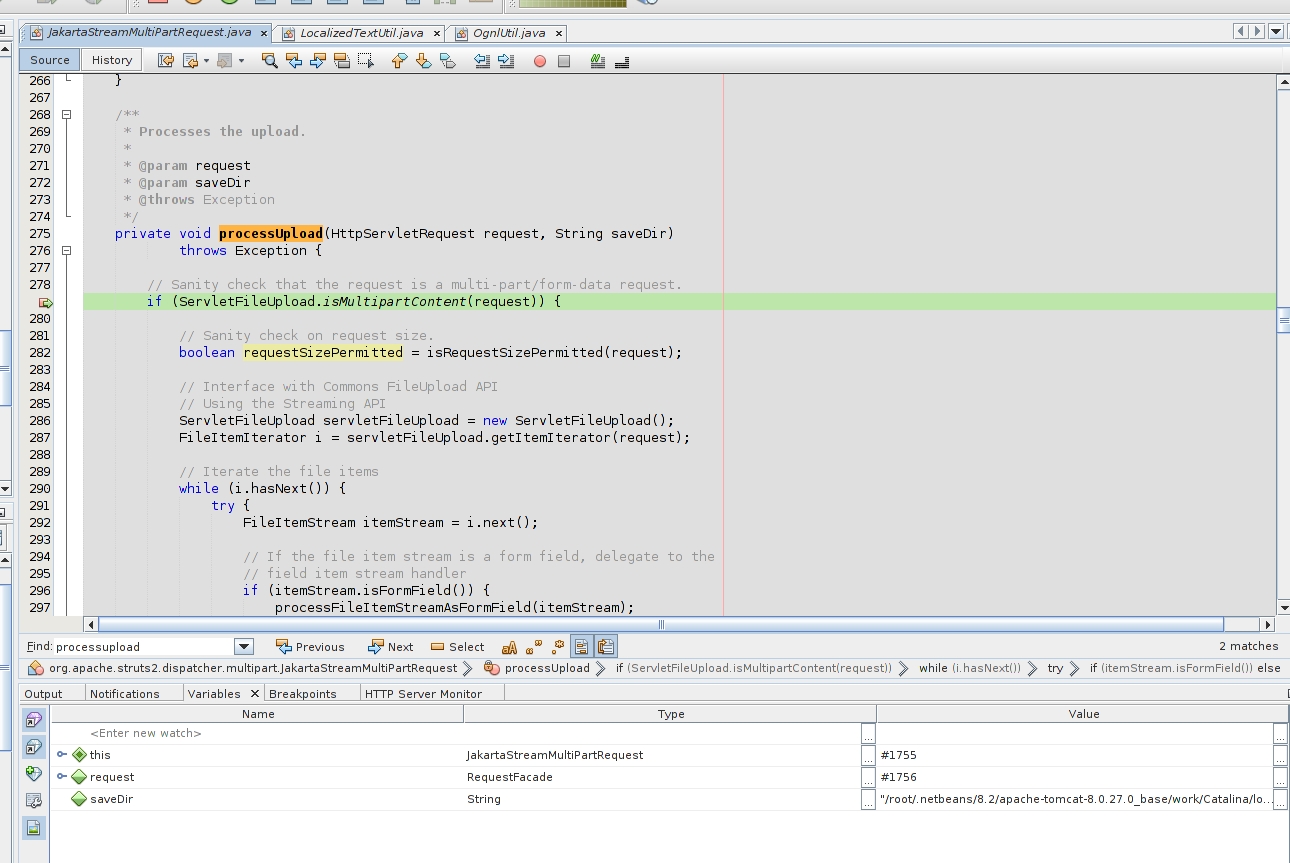 JakartaStreamMultiPartRequest.java × LocalizedTextUtil.java × OgnlUtil.java ×
Source History
266 }
267
268 /**
269 * Processes the upload.
270 *
271 * @param request
272 * @param saveDir
273 * @throws Exception
274 */
275 private void processUpload(HttpServletRequest request, String saveDir)
276 throws Exception {
277
278 // Sanity check that the request is a multi-part/form-data request.
if (ServletFileUpload.isMultipartContent(request)) {
280
281 // Sanity check on request size.
282 boolean requestSizePermitted = isRequestSizePermitted(request);
283
284 // Interface with Commons FileUpload API
285 // Using the Streaming API
286 ServletFileUpload servletFileUpload = new ServletFileUpload();
287 FileItemIterator i = servletFileUpload.getItemIterator(request);
288
289 // Iterate the file items
290 while (i.hasNext()) {
291 try {
292 FileItemStream itemStream = i.next();
293
294 // If the file item stream is a form field, delegate to the
295 // field item stream handler
296 if (itemStream.isFormField()) {
297 processFileItemStreamAsFormField(itemStream);
Find: processupload Previous Next Select aA “” .* 2 matches
org.apache.struts2.dispatcher.multipart.JakartaStreamMultiPartRequest processUpload if (ServletFileUpload.isMultipartContent(request)) while (i.hasNext()) try if (itemStream.isFormField()) else
Output Notifications Variables × Breakpoints HTTP Server Monitor
Name Type Value
<Enter new watch> ... ...
this JakartaStreamMultiPartRequest ... #1755 ...
request RequestFacade ... #1756 ...
saveDir String ... "/root/.netbeans/8.2/apache-tomcat-8.0.27.0_base/work/Catalina/lo... ...